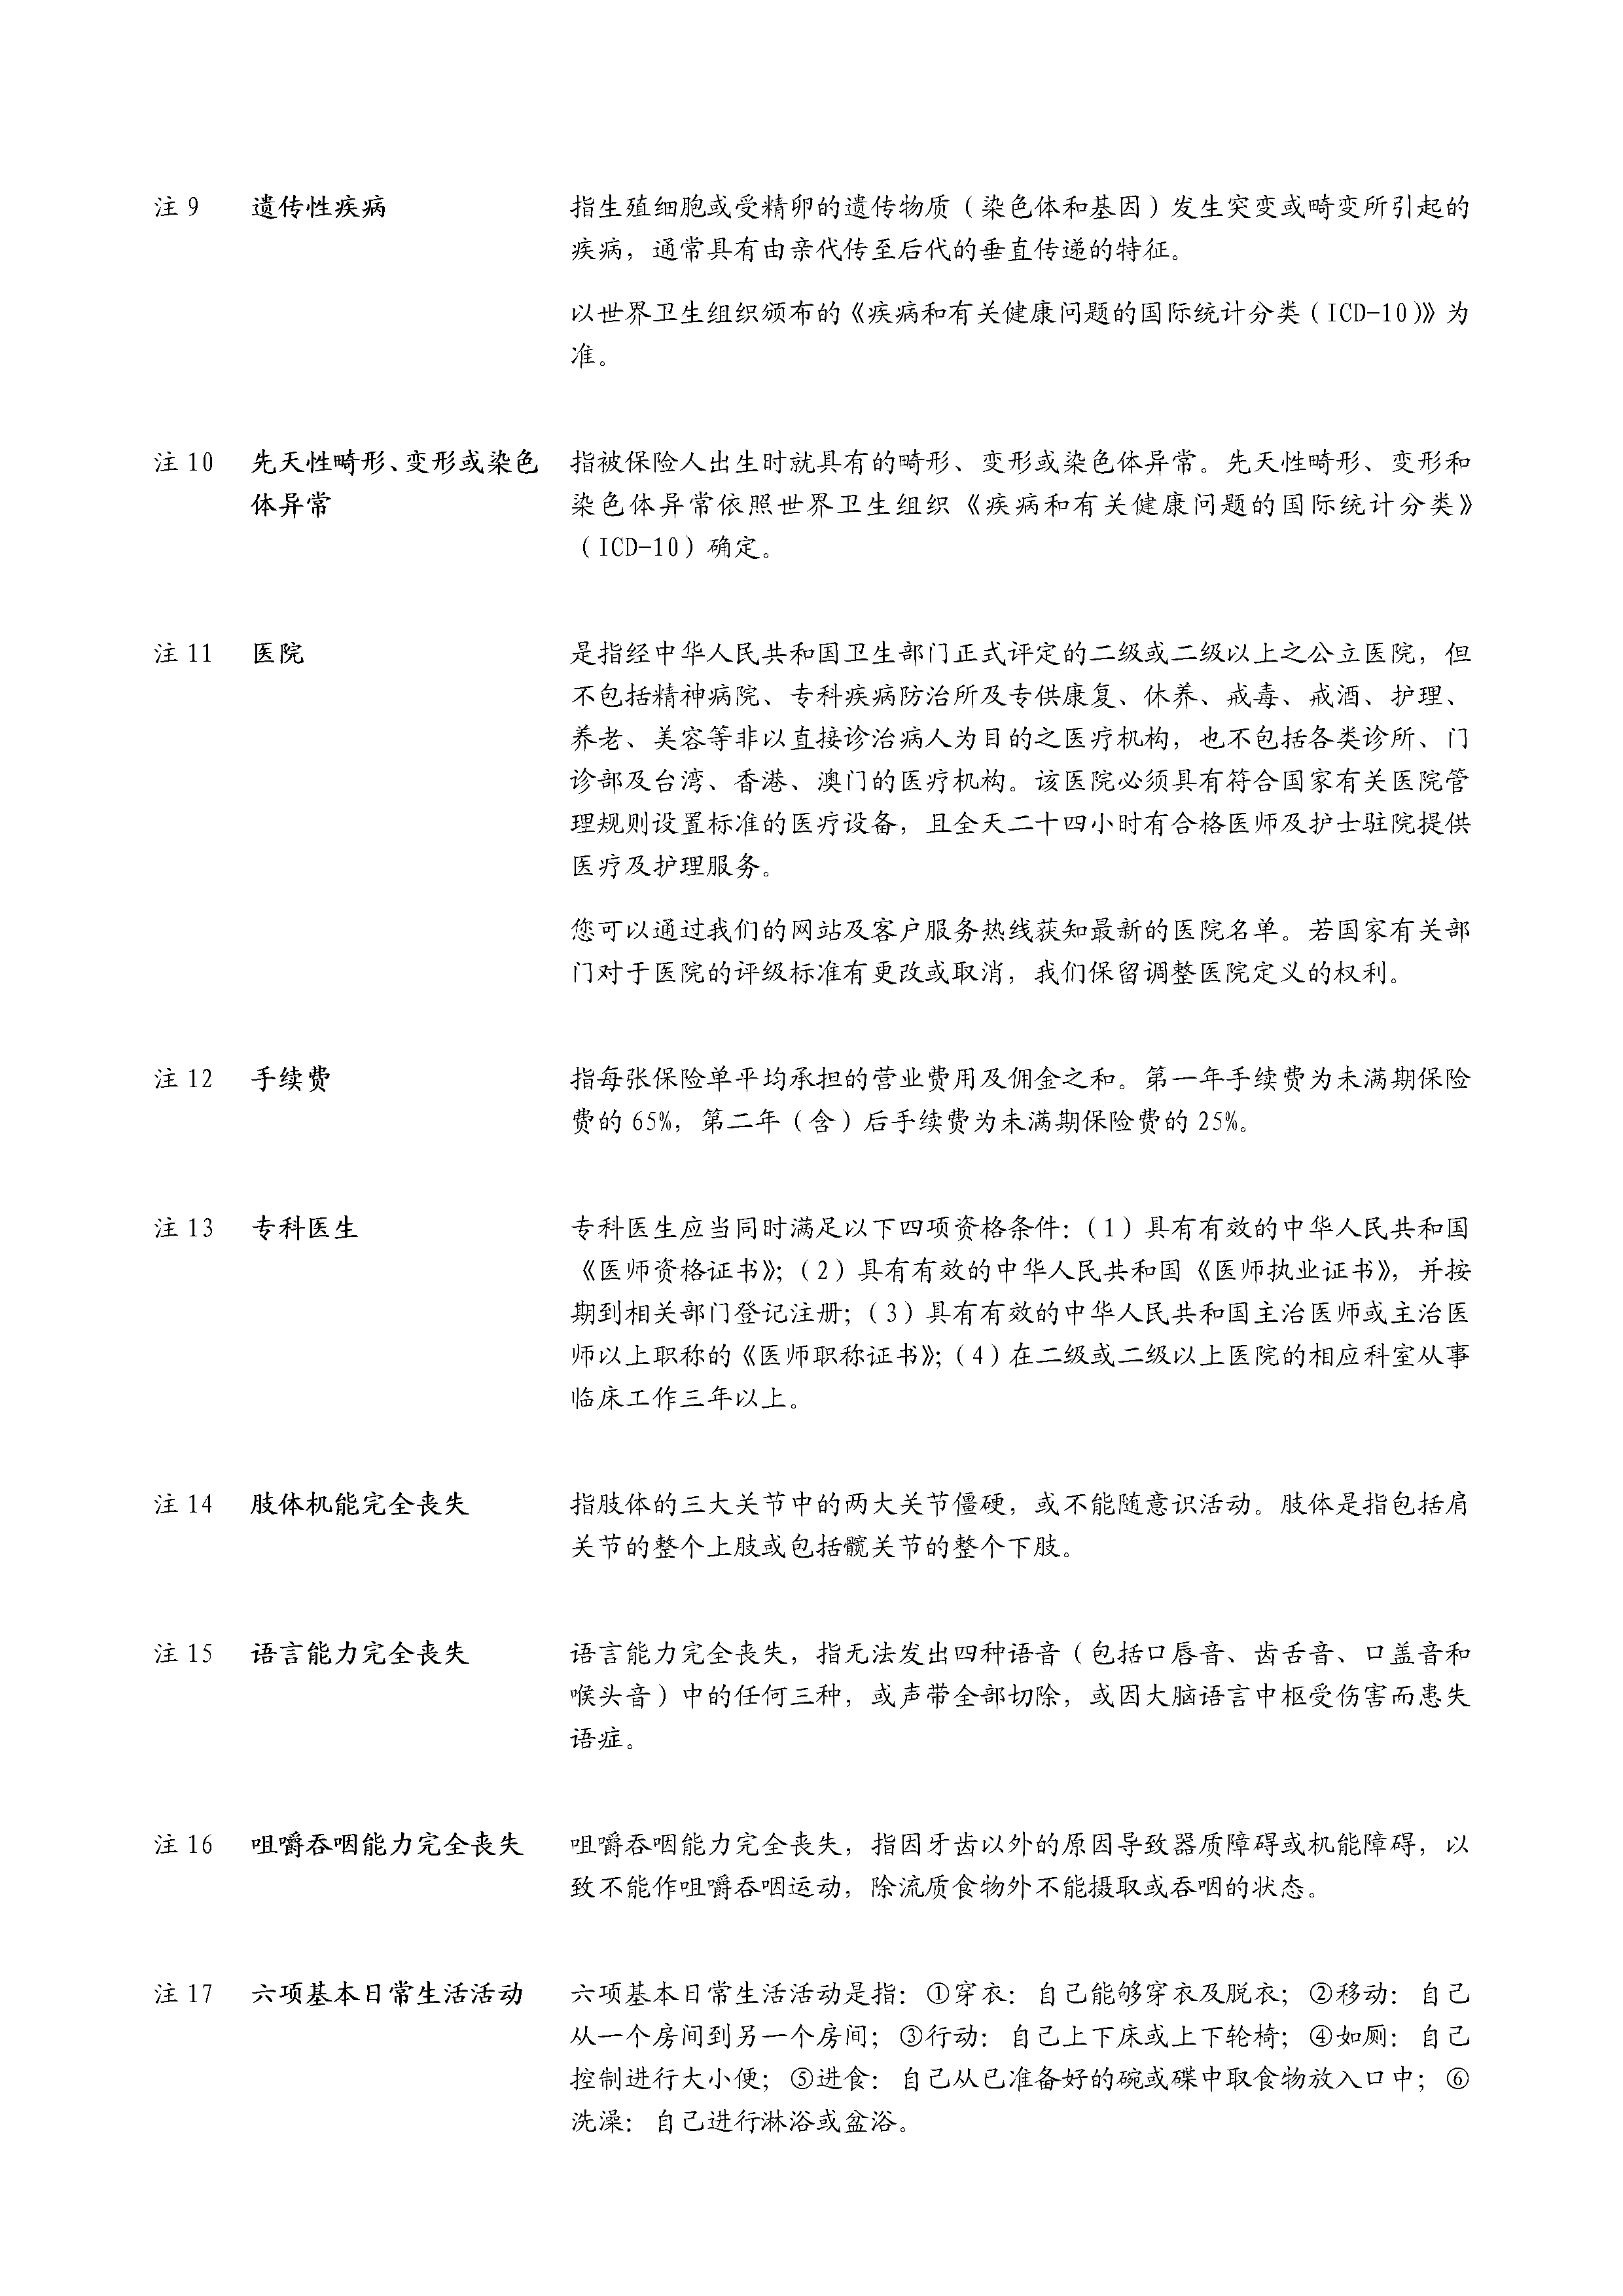 注 9 遗传性疾病 指生殖细胞或受精卵的遗传物质（染色体和基因）发生突变或畸变所引起的
疾病，通常具有由亲代传至后代的垂直传递的特征。
以世界卫生组织颁布的《疾病和有关健康问题的国际统计分类（ICD-10)》为
准。
注 10 先天性畸形、变形或染色 指被保险人出生时就具有的畸形、变形或染色体异常。先天性畸形、变形和
体异常 染色体异常依照世界卫生组织《疾病和有关健康问题的国际统计分类》
（ICD-10）确定。
注 11 医院 是指经中华人民共和国卫生部门正式评定的二级或二级以上之公立医院，但
不包括精神病院、专科疾病防治所及专供康复、休养、戒毒、戒酒、护理、
养老、美容等非以直接诊治病人为目的之医疗机构，也不包括各类诊所、门
诊部及台湾、香港、澳门的医疗机构。该医院必须具有符合国家有关医院管
理规则设置标准的医疗设备，且全天二十四小时有合格医师及护士驻院提供
医疗及护理服务。
您可以通过我们的网站及客户服务热线获知最新的医院名单。若国家有关部
门对于医院的评级标准有更改或取消，我们保留调整医院定义的权利。
注 12 手续费 指每张保险单平均承担的营业费用及佣金之和。第一年手续费为未满期保险
费的 65%，第二年（含）后手续费为未满期保险费的 25%。
注 13 专科医生 专科医生应当同时满足以下四项资格条件：（1）具有有效的中华人民共和国
《医师资格证书》；（2）具有有效的中华人民共和国《医师执业证书》，并按
期到相关部门登记注册；（3）具有有效的中华人民共和国主治医师或主治医
师以上职称的《医师职称证书》；（4）在二级或二级以上医院的相应科室从事
临床工作三年以上。
注 14 肢体机能完全丧失 指肢体的三大关节中的两大关节僵硬，或不能随意识活动。肢体是指包括肩
关节的整个上肢或包括髋关节的整个下肢。
注 15 语言能力完全丧失 语言能力完全丧失，指无法发出四种语音（包括口唇音、齿舌音、口盖音和
喉头音）中的任何三种，或声带全部切除，或因大脑语言中枢受伤害而患失
语症。
注 16 咀嚼吞咽能力完全丧失 咀嚼吞咽能力完全丧失，指因牙齿以外的原因导致器质障碍或机能障碍，以
致不能作咀嚼吞咽运动，除流质食物外不能摄取或吞咽的状态。
注 17 六项基本日常生活活动 六项基本日常生活活动是指：①穿衣：自己能够穿衣及脱衣；②移动：自己
从一个房间到另一个房间；③行动：自己上下床或上下轮椅；④如厕：自己
控制进行大小便；⑤进食：自己从已准备好的碗或碟中取食物放入口中；⑥
洗澡：自己进行淋浴或盆浴。